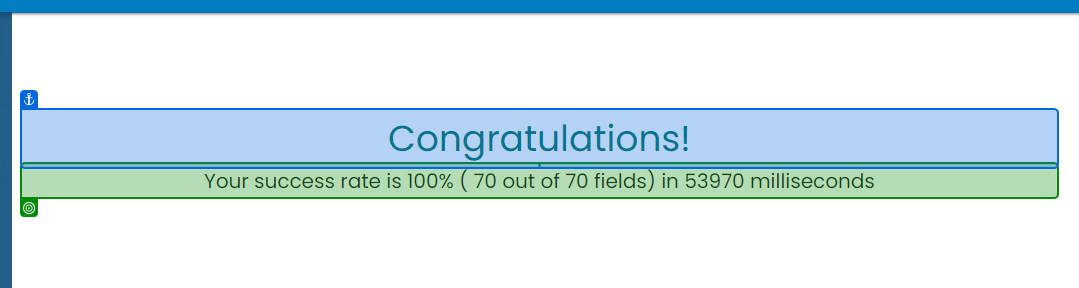 Congratulations!
Your success rate is 100% ( 70 out of 70 fields) in 53970 milliseconds